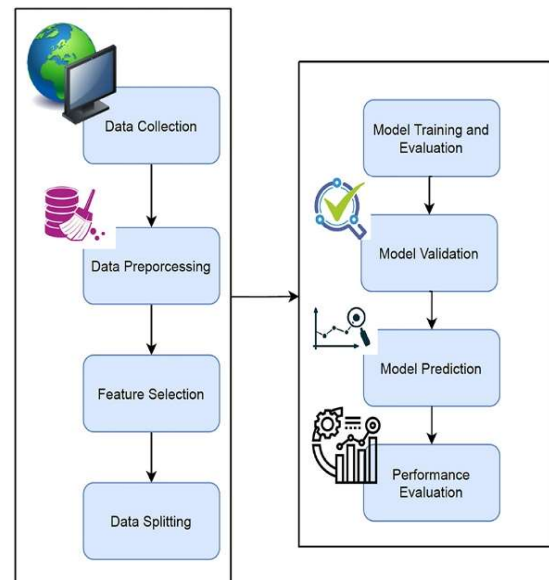 Data Collection
Data Preporcessing
Feature Selection
Data Splitting
Model Training and
Evaluation
Model Validation
Model Prediction
Performance
Evaluation